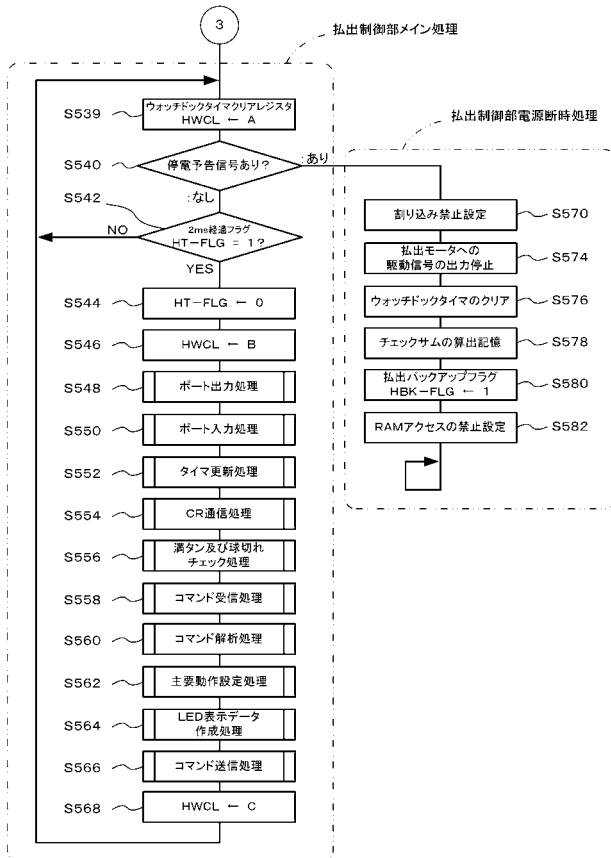 3
払出制御部メイン処理
S539
ウォッチドックタイマクリアレジスタ
HWCL ← A
払出制御部電源断時処理
S540
停電予告信号あり?
:あり
:なし
S542
2ms経過フラグ
HT−FLG = 1?
NO
YES
割り込み禁止設定
S570
払出モータへの
駆動信号の出力停止
S574
S544
HT−FLG ← 0
ウォッチドックタイマのクリア
S576
S546
HWCL ← B
チェックサムの算出記憶
S578
S548
ポート出力処理
払出バックアップフラグ
HBK−FLG ← 1
S580
S550
ポート入力処理
RAMアクセスの禁止設定
S582
S552
タイマ更新処理
S554
CR通信処理
S556
満タン及び球切れ
チェック処理
S558
コマンド受信処理
S560
コマンド解析処理
S562
主要動作設定処理
S564
LED表示データ
作成処理
S566
コマンド送信処理
S568
HWCL ← C